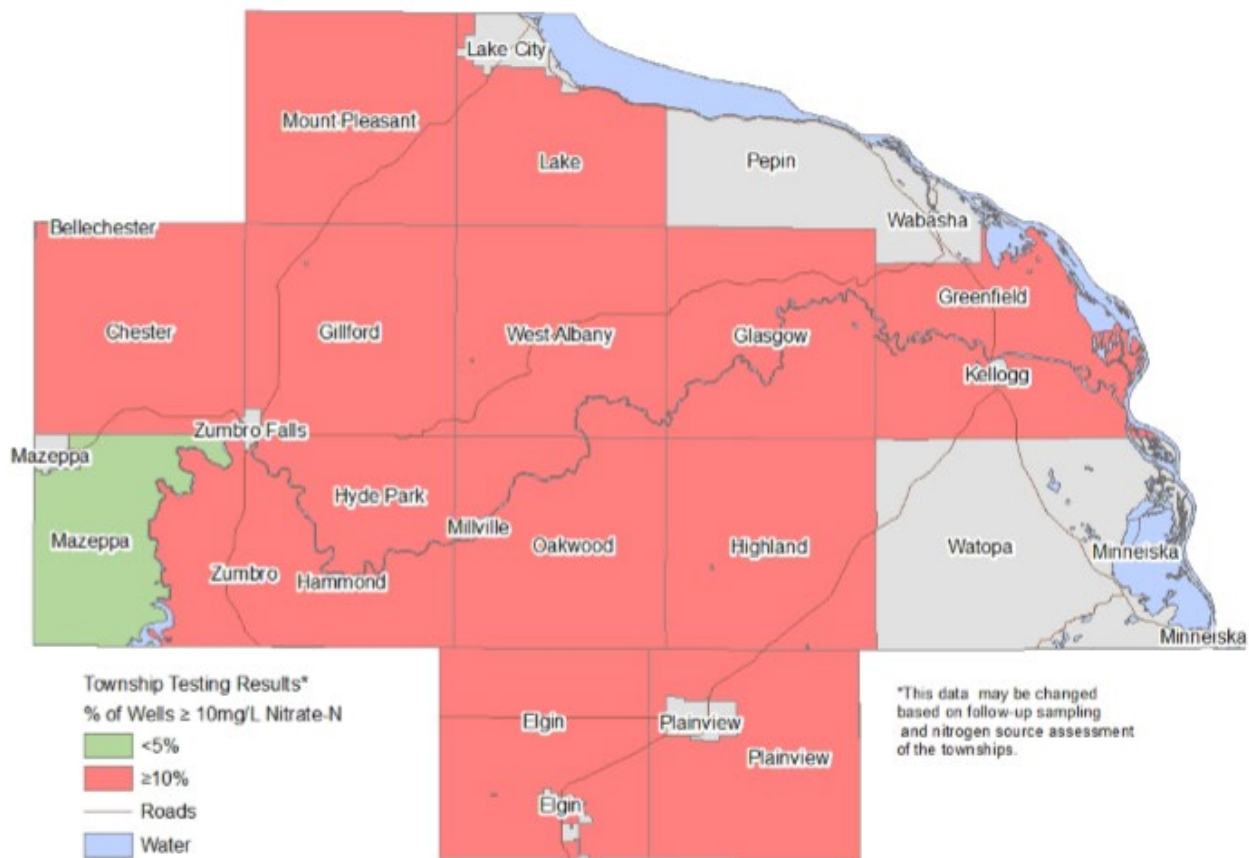 Lake City
Mount Pleasant
Lake
Pepin
Wabasha
Bellechester
Greenfield
Chester
Gillford
West Albany
Glasgow
Kellogg
Zumbro Falls
Mazeppa
Hyde Park
Millville
Mazeppa
Oakwood
Highland
Watopa
Minneiska
Zumbro
Hammond
Minneiska
Township Testing Results*
% of Wells ≥ 10mg/L Nitrate-N
<5%
≥10%
Roads
Water
Elgin
Plainview
Plainview
Elgin
*This data may be changed
based on follow-up sampling
and nitrogen source assessment
of the townships.